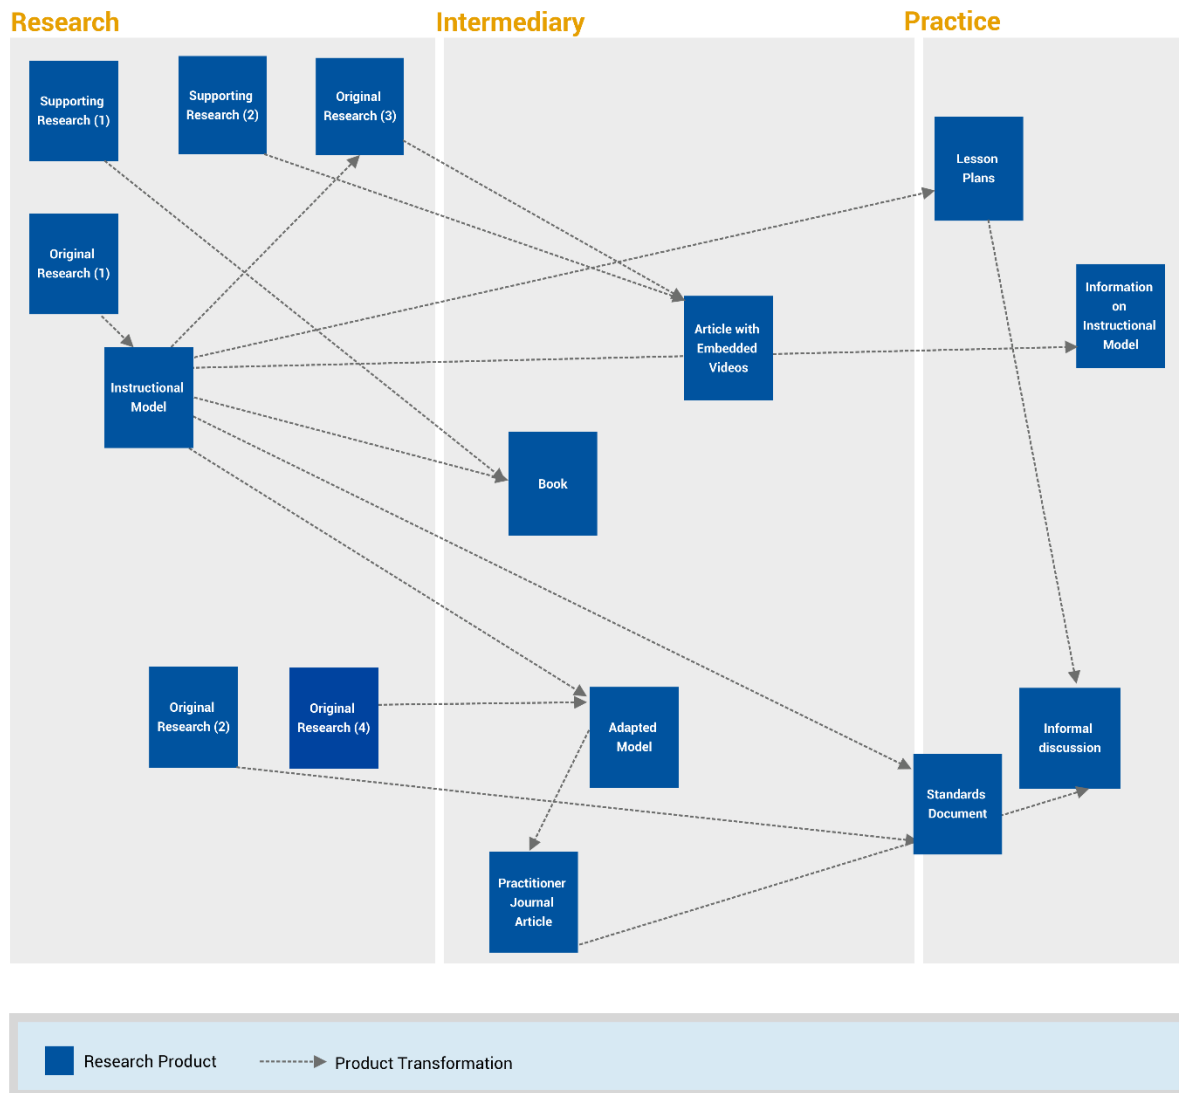 Research
Intermediary
Practice
Supporting
Research (1)
Supporting
Research (2)
Original
Research (3)
Lesson
Plans
Original
Research (1)
Information
on
Instructional
Model
Article with
Embedded
Videos
Instructional
Model
Book
Original
Research (2)
Original
Research (4)
Adapted
Model
Informal
discussion
Standards
Document
Practitioner
Journal
Article
Research Product
Product Transformation